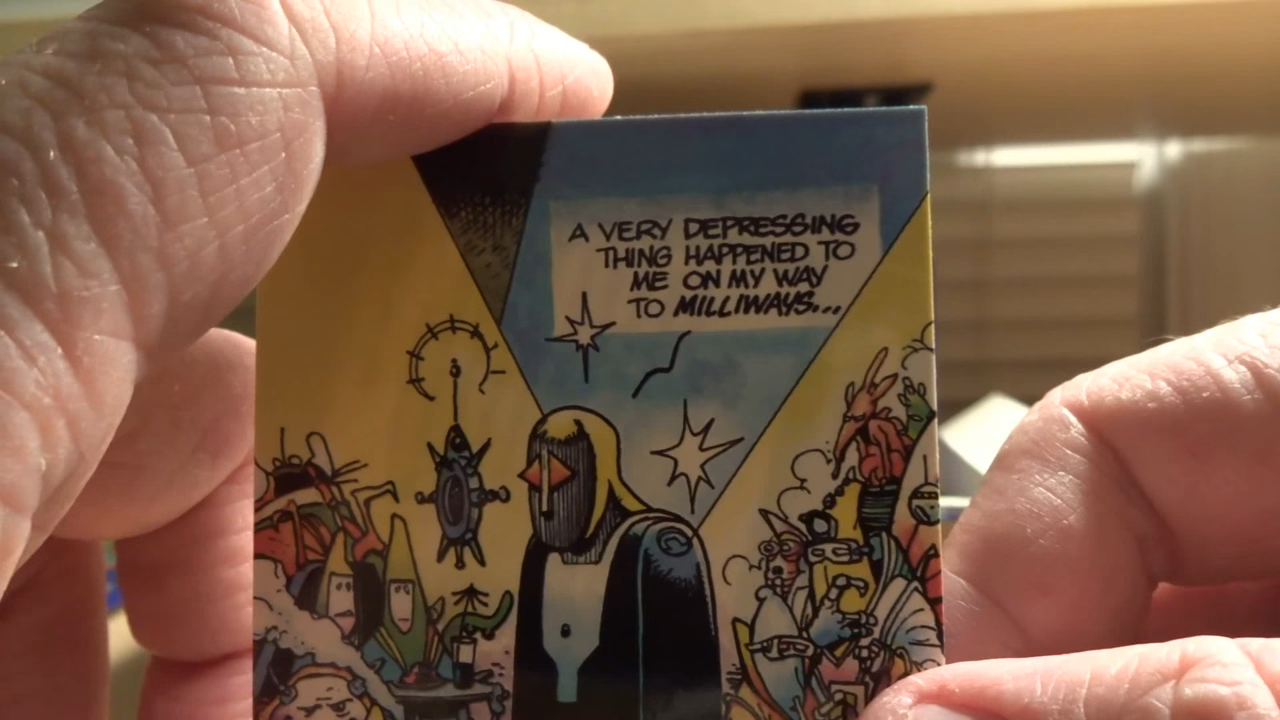 A VERY DEPRESSING
THING HAPPENED TO
ME ON MY WAY
TO MILLIWAYS...